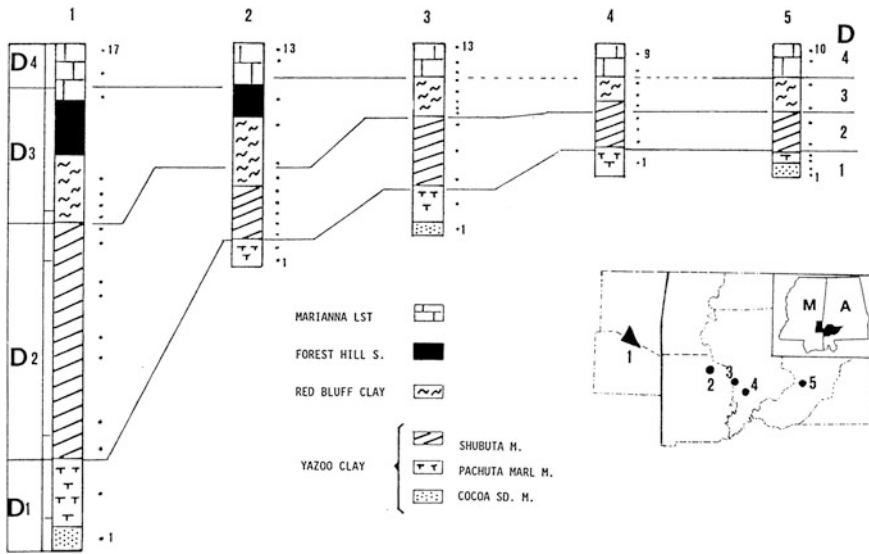 1 2 3 4 5 D
17 13 13 9 10
D4 4
D3 3
D2 2
D1 1
1 1 1 1 1
MARIANNA LST
FOREST HILL S.
RED BLUFF CLAY
YAZOO CLAY
SHUBUTA M.
PACHUTA MARL M.
COCOA SD. M.
M A
1 2 3 4 5